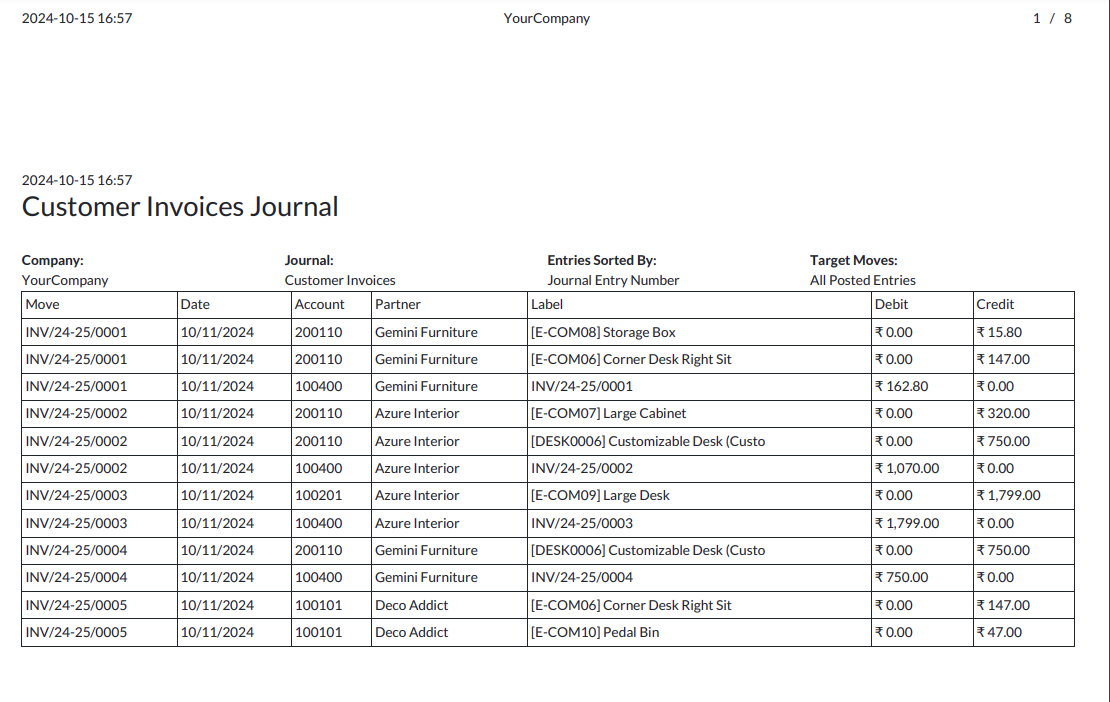 2024-10-15 16:57 YourCompany 1 / 8
2024-10-15 16:57
Customer Invoices Journal
Company: Journal: Entries Sorted By: Target Moves:
YourCompany Customer Invoices Journal Entry Number All Posted Entries
Move Date Account Partner Label Debit Credit
INV/24-25/0001 10/11/2024 200110 Gemini Furniture [E-COM08] Storage Box ₹ 0.00 ₹ 15.80
INV/24-25/0001 10/11/2024 200110 Gemini Furniture [E-COM06] Corner Desk Right Sit ₹ 0.00 ₹ 147.00
INV/24-25/0001 10/11/2024 100400 Gemini Furniture INV/24-25/0001 ₹ 162.80 ₹ 0.00
INV/24-25/0002 10/11/2024 200110 Azure Interior [E-COM07] Large Cabinet ₹ 0.00 ₹ 320.00
INV/24-25/0002 10/11/2024 200110 Azure Interior [DESK0006] Customizable Desk (Custo ₹ 0.00 ₹ 750.00
INV/24-25/0002 10/11/2024 100400 Azure Interior INV/24-25/0002 ₹ 1,070.00 ₹ 0.00
INV/24-25/0003 10/11/2024 100201 Azure Interior [E-COM09] Large Desk ₹ 0.00 ₹ 1,799.00
INV/24-25/0003 10/11/2024 100400 Azure Interior INV/24-25/0003 ₹ 1,799.00 ₹ 0.00
INV/24-25/0004 10/11/2024 200110 Gemini Furniture [DESK0006] Customizable Desk (Custo ₹ 0.00 ₹ 750.00
INV/24-25/0004 10/11/2024 100400 Gemini Furniture INV/24-25/0004 ₹ 750.00 ₹ 0.00
INV/24-25/0005 10/11/2024 100101 Deco Addict [E-COM06] Corner Desk Right Sit ₹ 0.00 ₹ 147.00
INV/24-25/0005 10/11/2024 100101 Deco Addict [E-COM10] Pedal Bin ₹ 0.00 ₹ 47.00